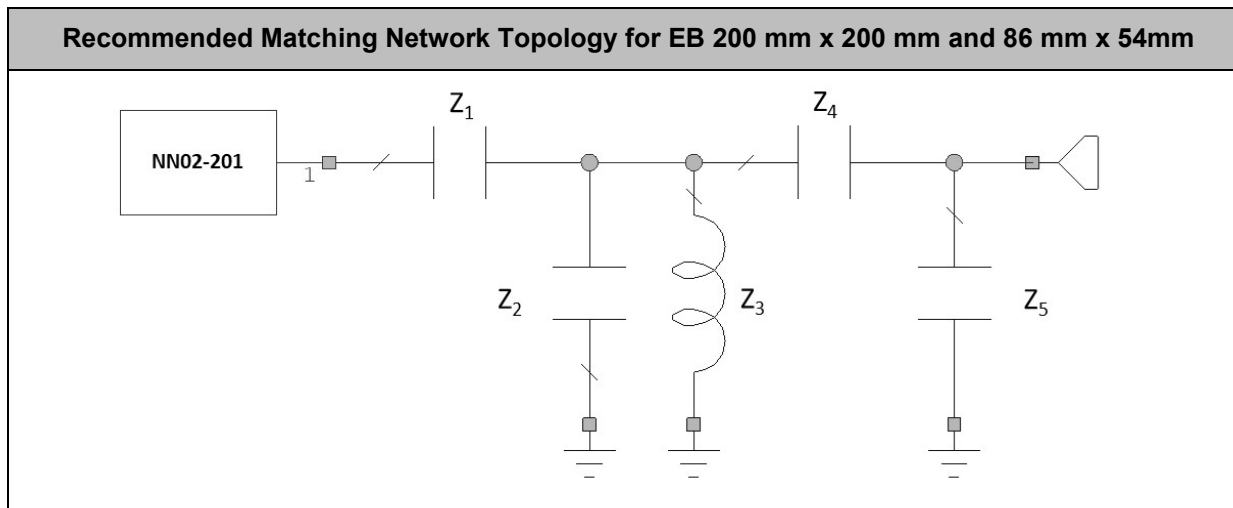 Recommended Matching Network Topology for EB 200 mm x 200 mm and 86 mm x 54mm
Z₁
Z₄
NN02-201
1
Z₂
Z₃
Z₅